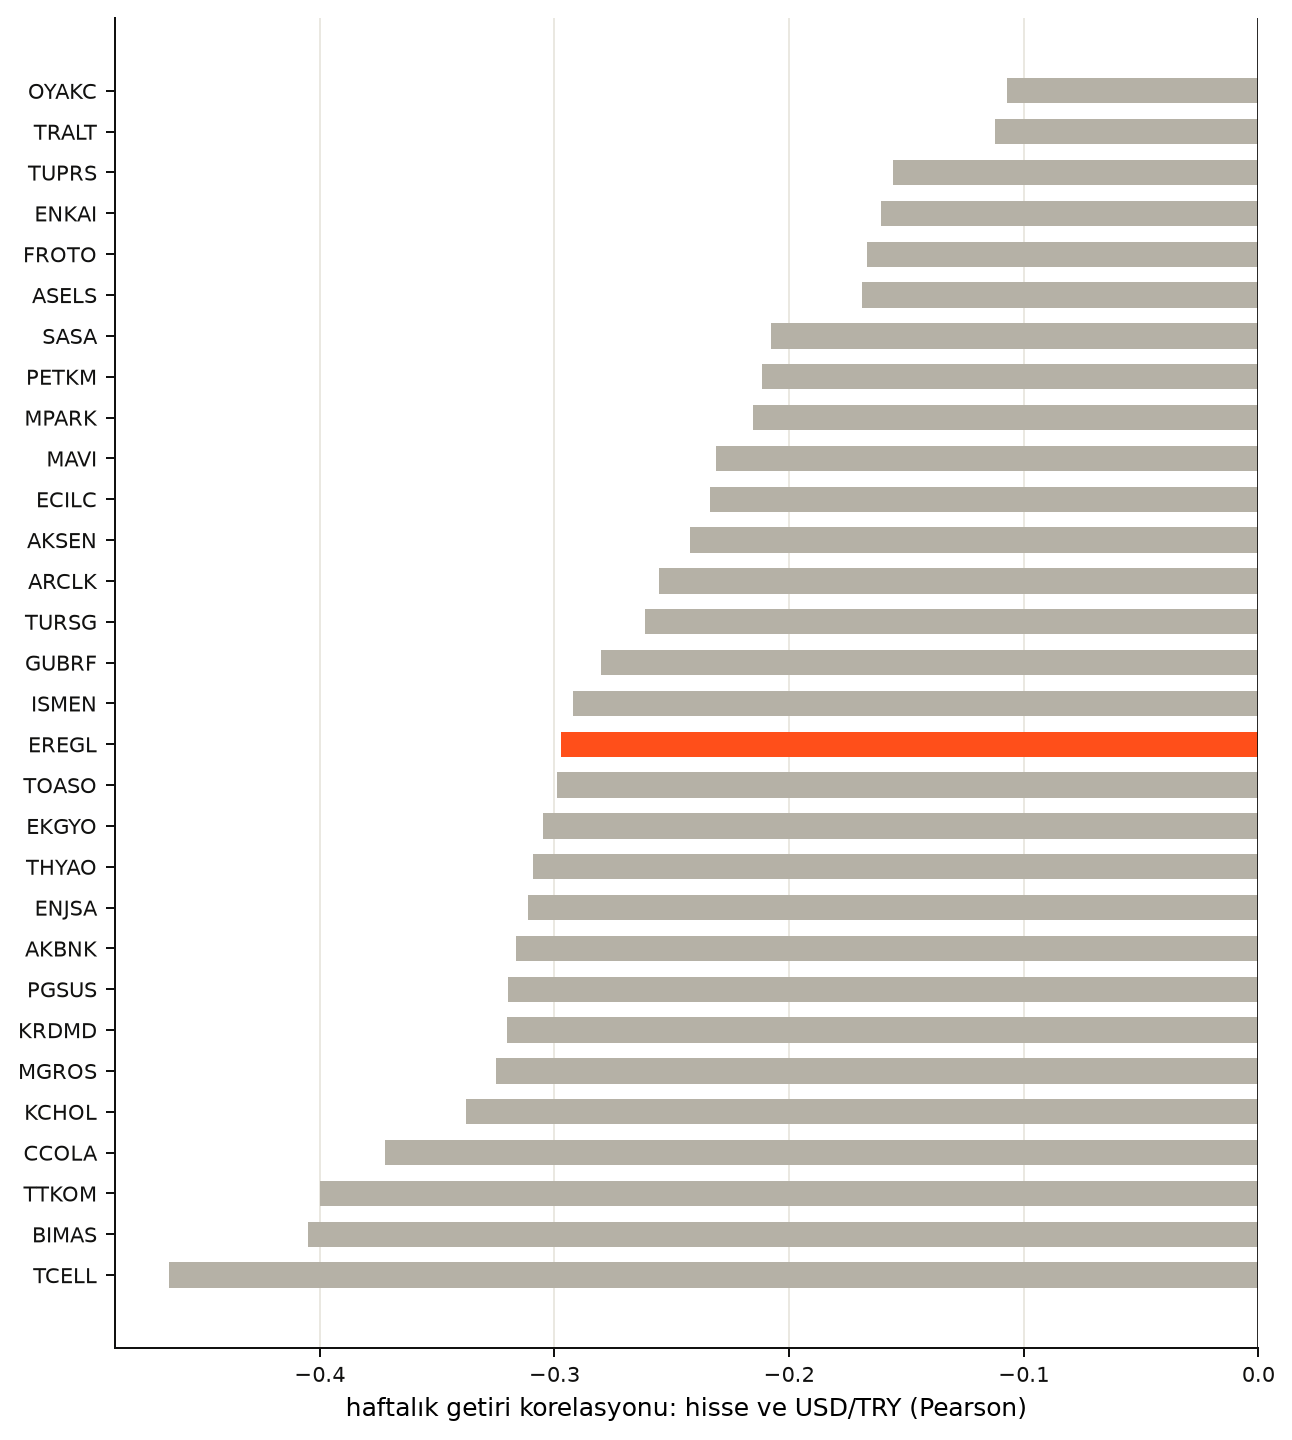 OYAKC
TRALT
TUPRS
ENKAI
FROTO
ASELS
SASA
PETKM
MPARK
MAVI
ECILC
AKSEN
ARCLK
TURSG
GUBRF
ISMEN
EREGL
TOASO
EKGYO
THYAO
ENJSA
AKBNK
PGSUS
KRDMD
MGROS
KCHOL
CCOLA
TTKOM
BIMAS
TCELL
−0.4 −0.3 −0.2 −0.1 0.0
haftalık getiri korelasyonu: hisse ve USD/TRY (Pearson)